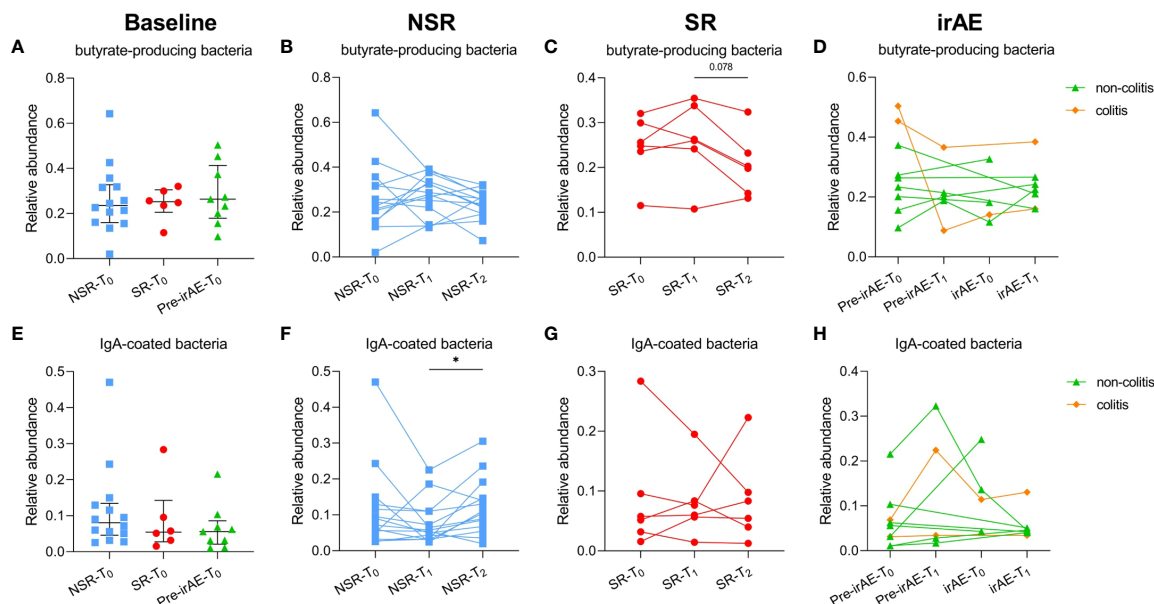 Baseline
NSR
SR
irAE
A
butyrate-producing bacteria
Relative abundance
0.8
0.6
0.4
0.2
0.0
NSR-T0
SR-T0
Pre-irAE-T0
B
butyrate-producing bacteria
Relative abundance
0.8
0.6
0.4
0.2
0.0
NSR-T0
NSR-T1
NSR-T2
C
butyrate-producing bacteria
0.078
Relative abundance
0.4
0.3
0.2
0.1
0.0
SR-T0
SR-T1
SR-T2
D
butyrate-producing bacteria
Relative abundance
0.6
0.4
0.2
0.0
Pre-irAE-T0
Pre-irAE-T1
irAE-T0
irAE-T1
non-colitis
colitis
E
IgA-coated bacteria
Relative abundance
0.5
0.4
0.3
0.2
0.1
0.0
NSR-T0
SR-T0
Pre-irAE-T0
F
IgA-coated bacteria
*
Relative abundance
0.5
0.4
0.3
0.2
0.1
0.0
NSR-T0
NSR-T1
NSR-T2
G
IgA-coated bacteria
Relative abundance
0.3
0.2
0.1
0.0
SR-T0
SR-T1
SR-T2
H
IgA-coated bacteria
Relative abundance
0.4
0.3
0.2
0.1
0.0
Pre-irAE-T0
Pre-irAE-T1
irAE-T0
irAE-T1
non-colitis
colitis